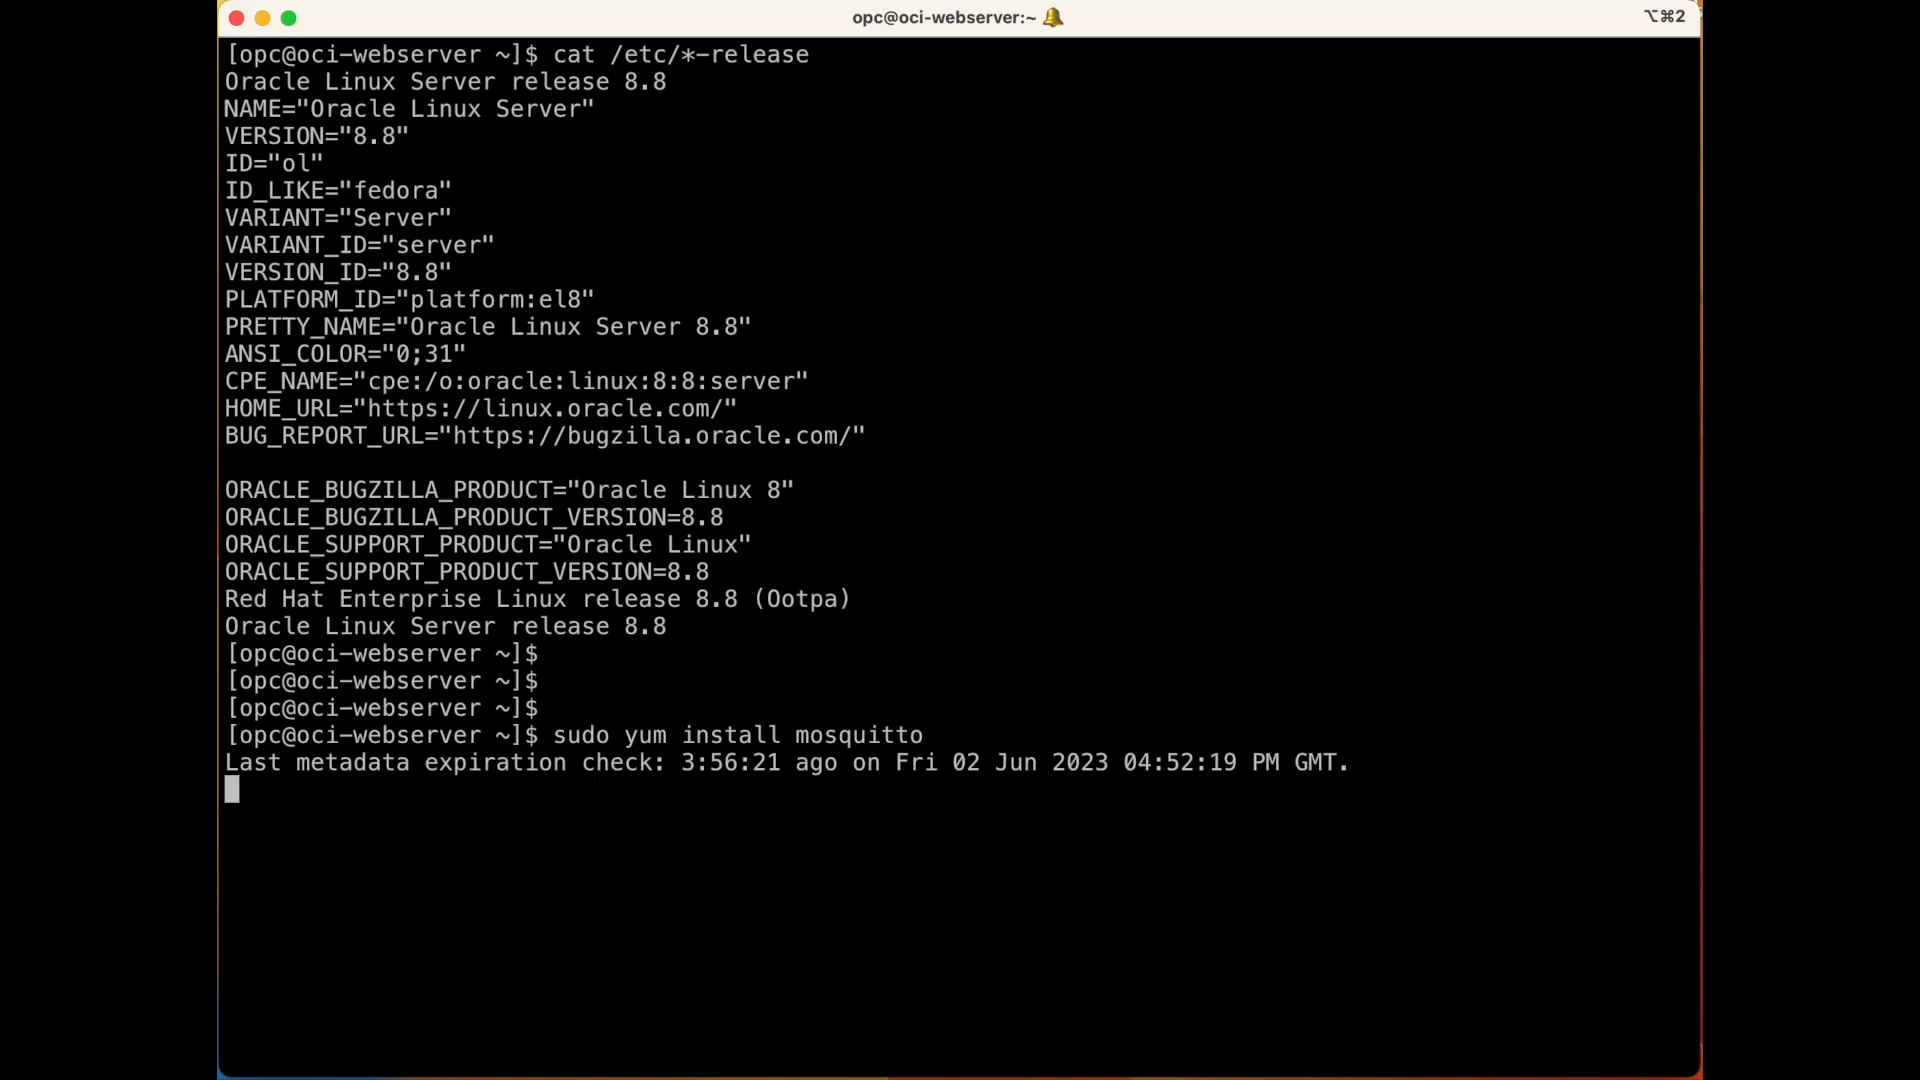 opc@oci-webserver:~ 🔔
⌥⌘2
[opc@oci-webserver ~]$ cat /etc/*-release
Oracle Linux Server release 8.8
NAME="Oracle Linux Server"
VERSION="8.8"
ID="ol"
ID_LIKE="fedora"
VARIANT="Server"
VARIANT_ID="server"
VERSION_ID="8.8"
PLATFORM_ID="platform:el8"
PRETTY_NAME="Oracle Linux Server 8.8"
ANSI_COLOR="0;31"
CPE_NAME="cpe:/o:oracle:linux:8:8:server"
HOME_URL="https://linux.oracle.com/"
BUG_REPORT_URL="https://bugzilla.oracle.com/"

ORACLE_BUGZILLA_PRODUCT="Oracle Linux 8"
ORACLE_BUGZILLA_PRODUCT_VERSION=8.8
ORACLE_SUPPORT_PRODUCT="Oracle Linux"
ORACLE_SUPPORT_PRODUCT_VERSION=8.8
Red Hat Enterprise Linux release 8.8 (Ootpa)
Oracle Linux Server release 8.8
[opc@oci-webserver ~]$
[opc@oci-webserver ~]$
[opc@oci-webserver ~]$
[opc@oci-webserver ~]$ sudo yum install mosquitto
Last metadata expiration check: 3:56:21 ago on Fri 02 Jun 2023 04:52:19 PM GMT.